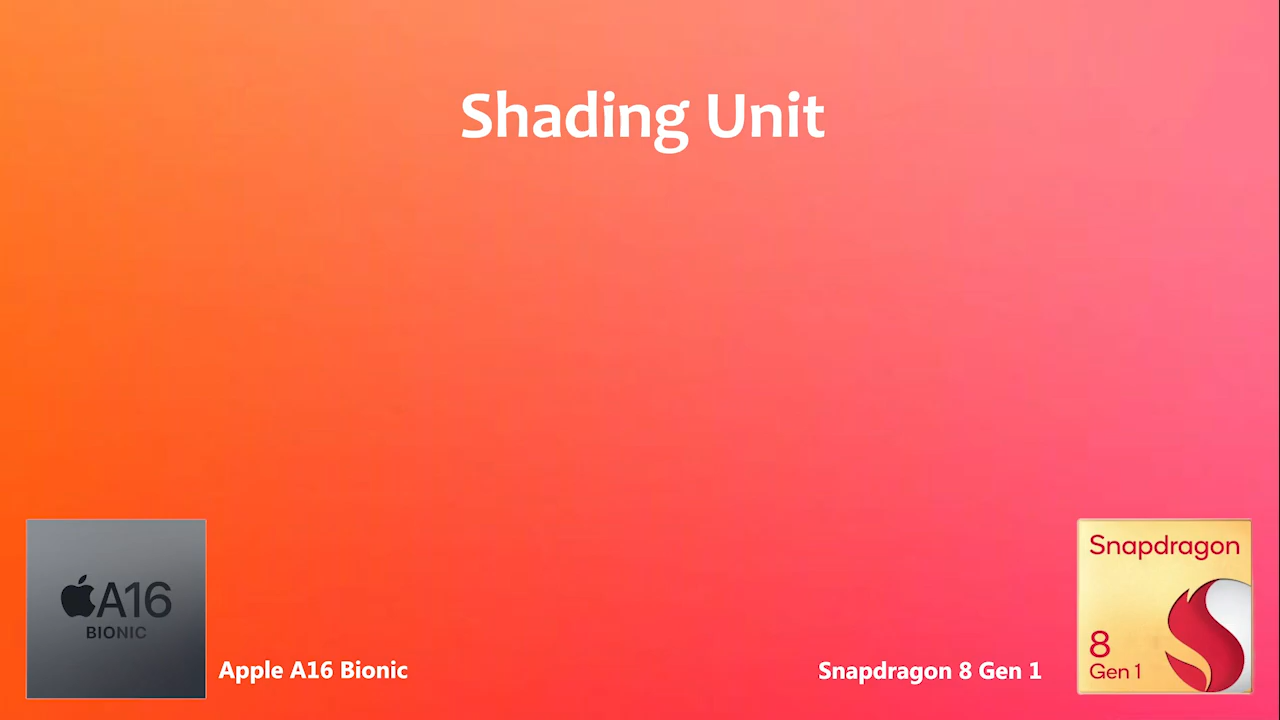 Shading Unit
A16
BIONIC
Apple A16 Bionic
Snapdragon 8 Gen 1
Snapdragon
8
Gen 1